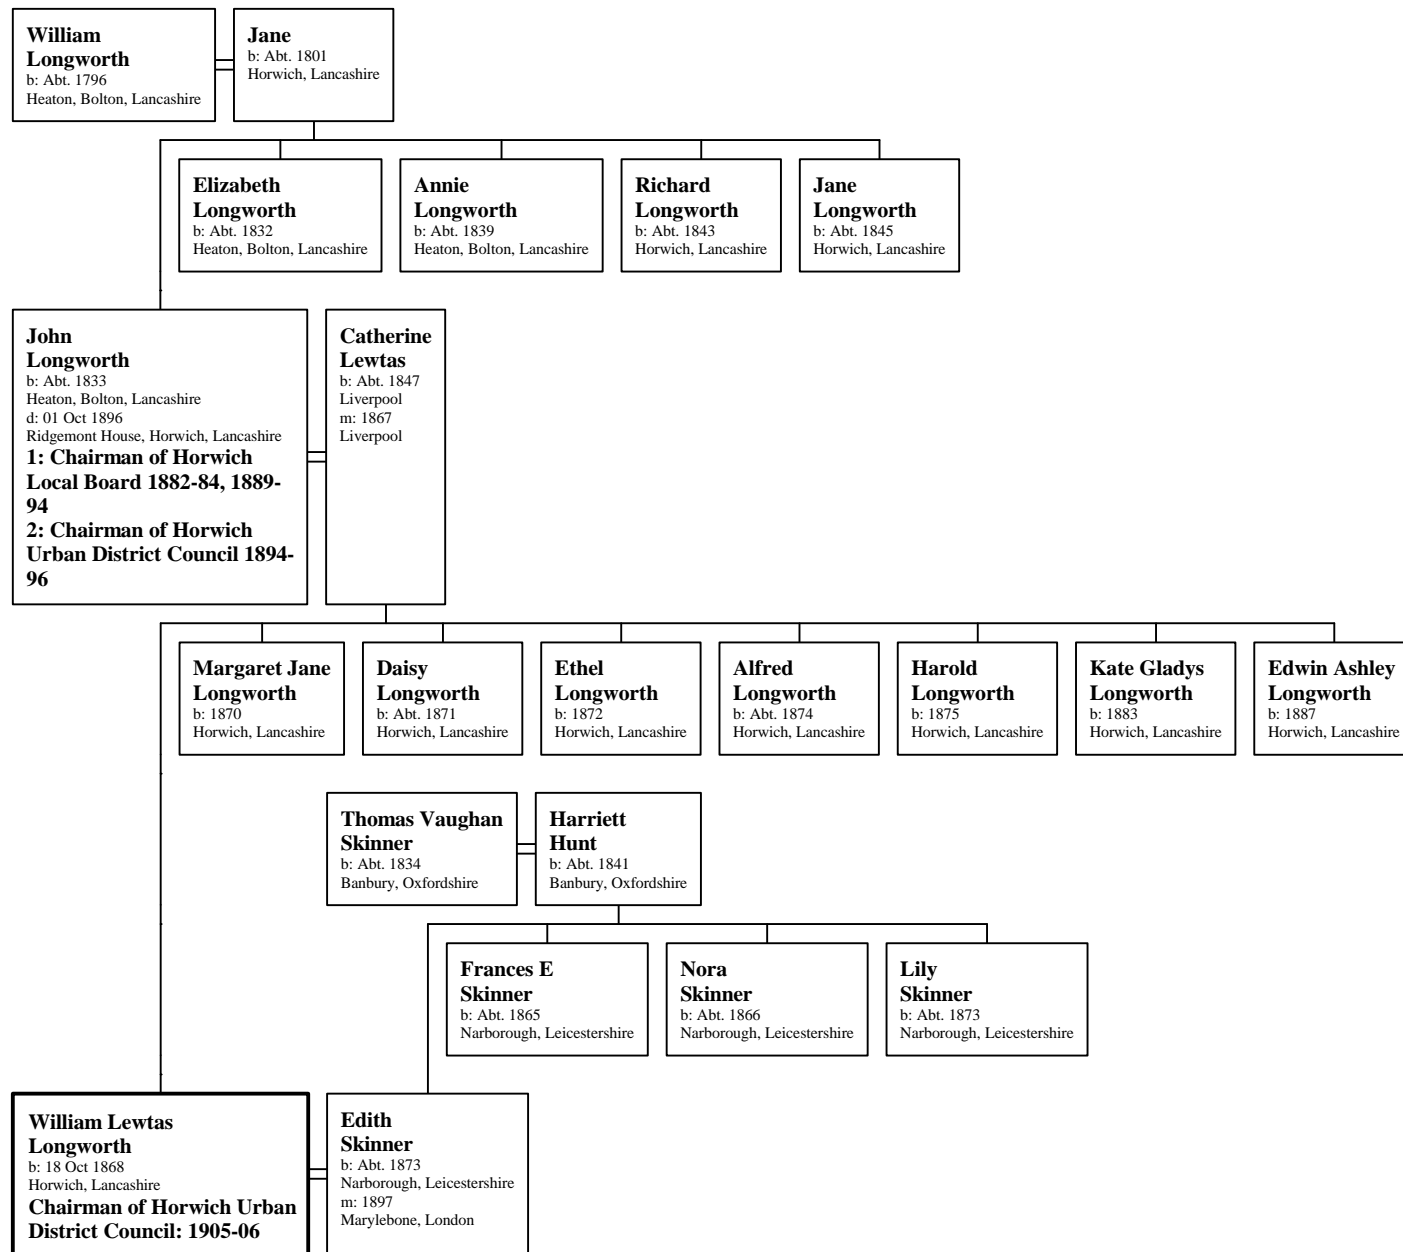 William
Longworth
b: Abt. 1796
Heaton, Bolton, Lancashire
Jane
b: Abt. 1801
Horwich, Lancashire
Elizabeth
Longworth
b: Abt. 1832
Heaton, Bolton, Lancashire
Annie
Longworth
b: Abt. 1839
Heaton, Bolton, Lancashire
Richard
Longworth
b: Abt. 1843
Horwich, Lancashire
Jane
Longworth
b: Abt. 1845
Horwich, Lancashire
John
Longworth
b: Abt. 1833
Heaton, Bolton, Lancashire
d: 01 Oct 1896
Ridgemont House, Horwich, Lancashire
1: Chairman of Horwich
Local Board 1882-84, 1889-
94
2: Chairman of Horwich
Urban District Council 1894-
96
Catherine
Lewtas
b: Abt. 1847
Liverpool
m: 1867
Liverpool
Margaret Jane
Longworth
b: 1870
Horwich, Lancashire
Daisy
Longworth
b: Abt. 1871
Horwich, Lancashire
Ethel
Longworth
b: 1872
Horwich, Lancashire
Alfred
Longworth
b: Abt. 1874
Horwich, Lancashire
Harold
Longworth
b: 1875
Horwich, Lancashire
Kate Gladys
Longworth
b: 1883
Horwich, Lancashire
Edwin Ashley
Longworth
b: 1887
Horwich, Lancashire
Thomas Vaughan
Skinner
b: Abt. 1834
Banbury, Oxfordshire
Harriett
Hunt
b: Abt. 1841
Banbury, Oxfordshire
Frances E
Skinner
b: Abt. 1865
Narborough, Leicestershire
Nora
Skinner
b: Abt. 1866
Narborough, Leicestershire
Lily
Skinner
b: Abt. 1873
Narborough, Leicestershire
William Lewtas
Longworth
b: 18 Oct 1868
Horwich, Lancashire
Chairman of Horwich Urban
District Council: 1905-06
Edith
Skinner
b: Abt. 1873
Narborough, Leicestershire
m: 1897
Marylebone, London